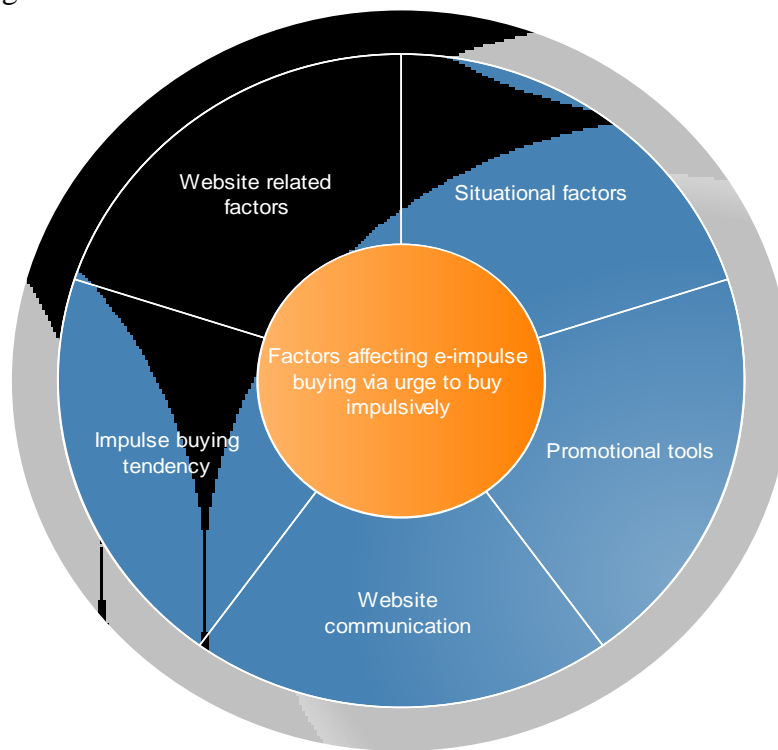 Website related
factors
Situational factors
Factors affecting e-impulse
buying via urge to buy
impulsively
Impulse buying
tendency
Promotional tools
Website
communication